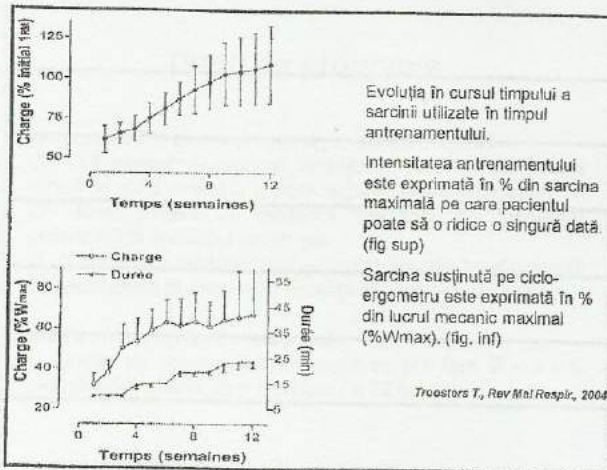 Charge (% initial 1RM)
125
100
76
50
0 4 8 12
Temps (semaines)
Charge
Durée
Charge (%Wmax)
80
60
40
20
Durée (min)
55
45
35
25
15
5
0 4 8 12
Temps (semaines)
Evoluția în cursul timpului a
sarcinii utilizate în timpul
antrenamentului.
Intensitatea antrenamentului
este exprimată în % din sarcina
maximală pe care pacientul
poate să o ridice o singură dată.
(fig sup)
Sarcina susținută pe ciclo-
ergometru este exprimată în %
din lucrul mecanic maximal
(%Wmax). (fig. inf)
Troosters T., Rev Mal Respir., 2004